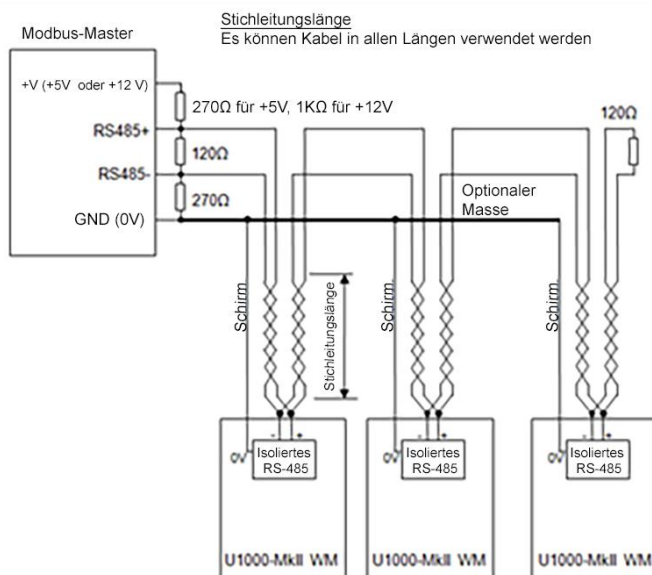 Stichleitungslänge
Es können Kabel in allen Längen verwendet werden
Modbus-Master
+V (+5V oder +12 V)
270Ω für +5V, 1KΩ für +12V
120Ω
RS485+
120Ω
RS485-
270Ω
Optionaler
Masse
GND (0V)
Schirm
Stichleitungslänge
Schirm
Schirm.
- +
0V
Isoliertes
RS-485
U1000-MkII WM
- +
0V
Isoliertes
RS-485
U1000-MkII WM
- +
0V
Isoliertes
RS-485
U1000-MkII WM